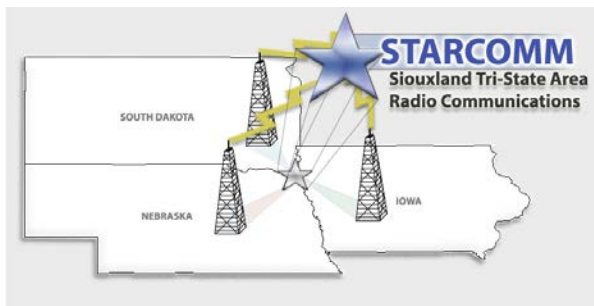 STARCOMM
Siouxland Tri-State Area
Radio Communications
SOUTH DAKOTA
NEBRASKA
IOWA